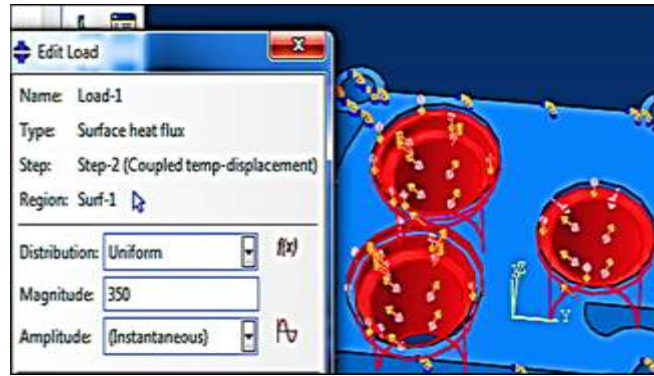 Edit Load
Name: Load-1
Type: Surface heat flux
Step: Step-2 (Coupled temp-displacement)
Region: Surf-1
Distribution: Uniform f(x)
Magnitude: 350
Amplitude: (Instantaneous)
Y